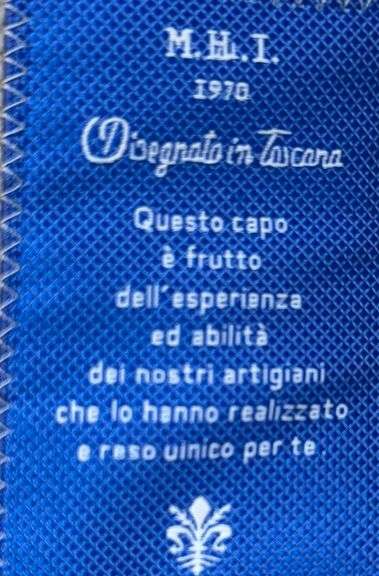 M.H.I.
1970
Disegnato in Toscana
Questo capo
è frutto
dell'esperienza
ed abilità
dei nostri artigiani
che lo hanno realizzato
e reso unico per te.